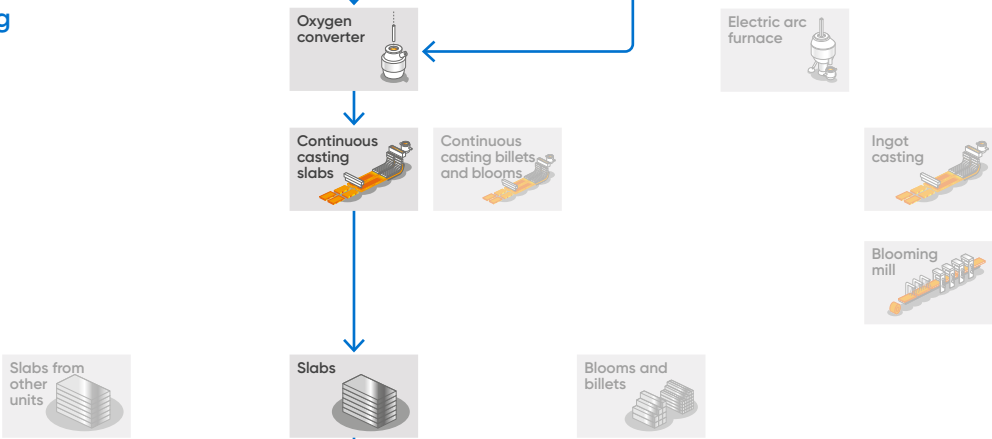 g
Oxygen
converter
Electric arc
furnace
Continuous
casting
slabs
Continuous
casting billets
and blooms
Ingot
casting
Blooming
mill
Slabs from
other
units
Slabs
Blooms and
billets